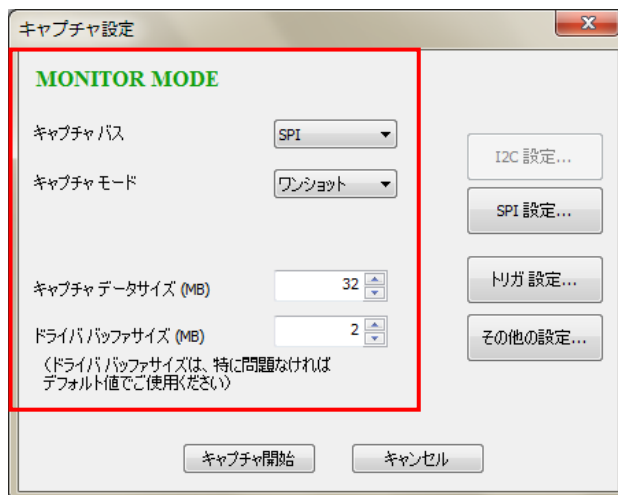 キャプチャ設定
MONITOR MODE
キャプチャ バス
SPI
I2C 設定...
キャプチャ モード
ワンショット
SPI 設定...
キャプチャ データサイズ (MB)
32
トリガ 設定...
ドライババッファサイズ (MB)
2
その他の設定...
(ドライババッファサイズは、特に問題なければ
デフォルト値でご使用ください)
キャプチャ開始
キャンセル